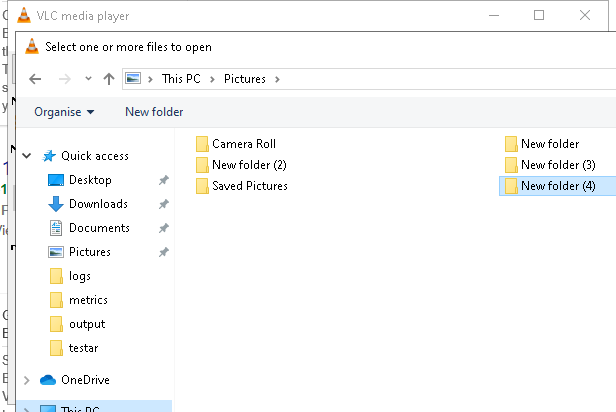 VLC media player
Select one or more files to open
This PC > Pictures >
Organise New folder
Camera Roll New folder
New folder (2) New folder (3)
Saved Pictures New folder (4)
Quick access
Desktop
Downloads
Documents
Pictures
logs
metrics
output
testar
OneDrive
This PC